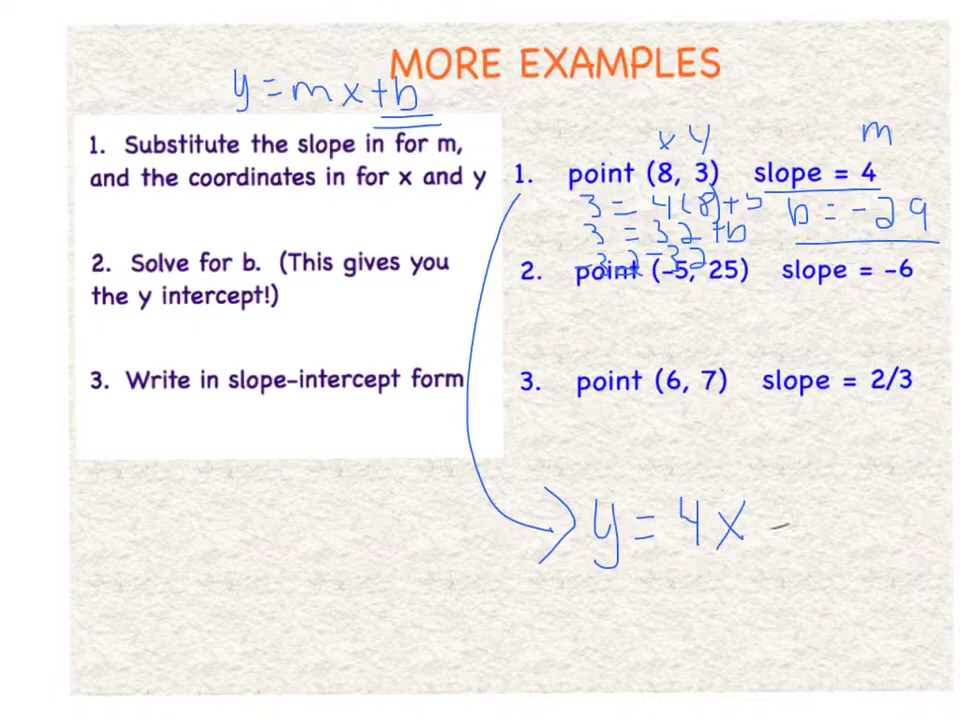 MORE EXAMPLES
y = mx + b
1. Substitute the slope in for m,
and the coordinates in for x and y
2. Solve for b. (This gives you
the y intercept!)
3. Write in slope-intercept form
x y
m
1. point (8, 3) slope = 4
3 = 4(8) + b
b = -29
3 = 32 + b
-32 -32
2. point (-5, 25) slope = -6
3. point (6, 7) slope = 2/3
y = 4x -